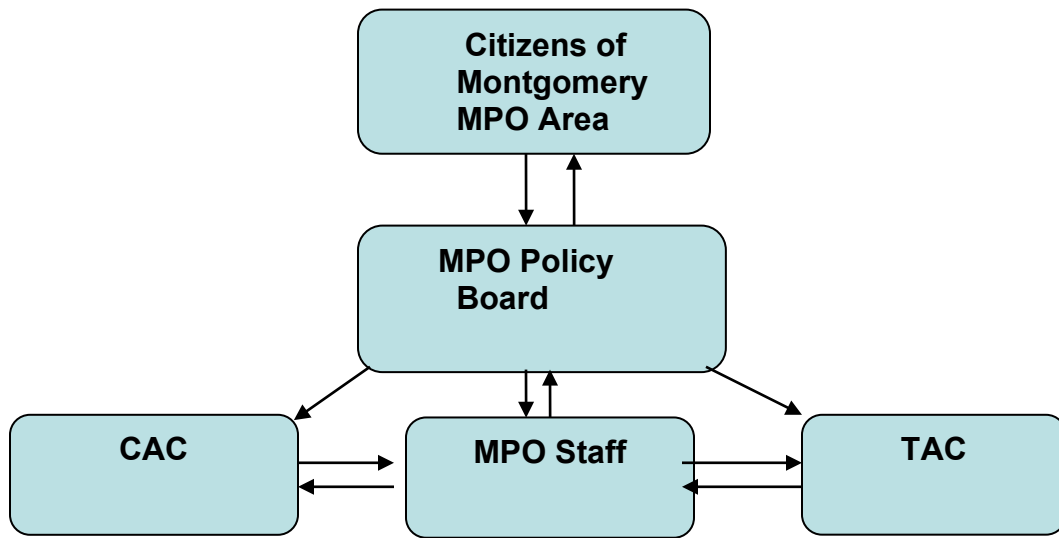 Citizens of
Montgomery
MPO Area
MPO Policy
Board
CAC
MPO Staff
TAC